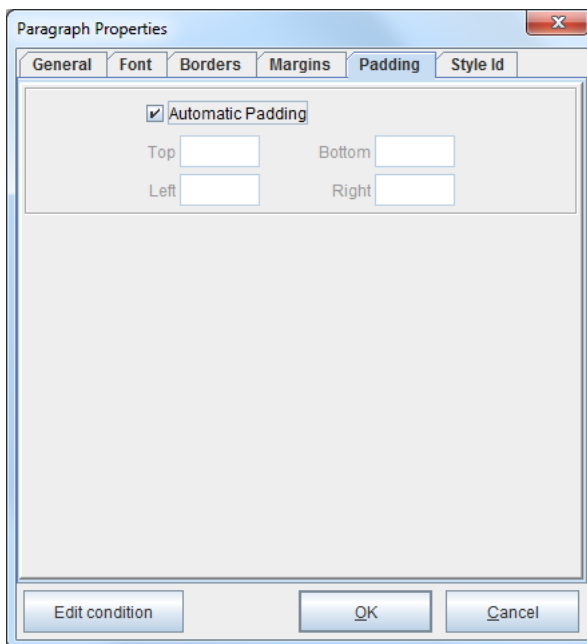 Paragraph Properties
General Font Borders Margins Padding Style Id
Automatic Padding
Top Bottom
Left Right
Edit condition OK Cancel